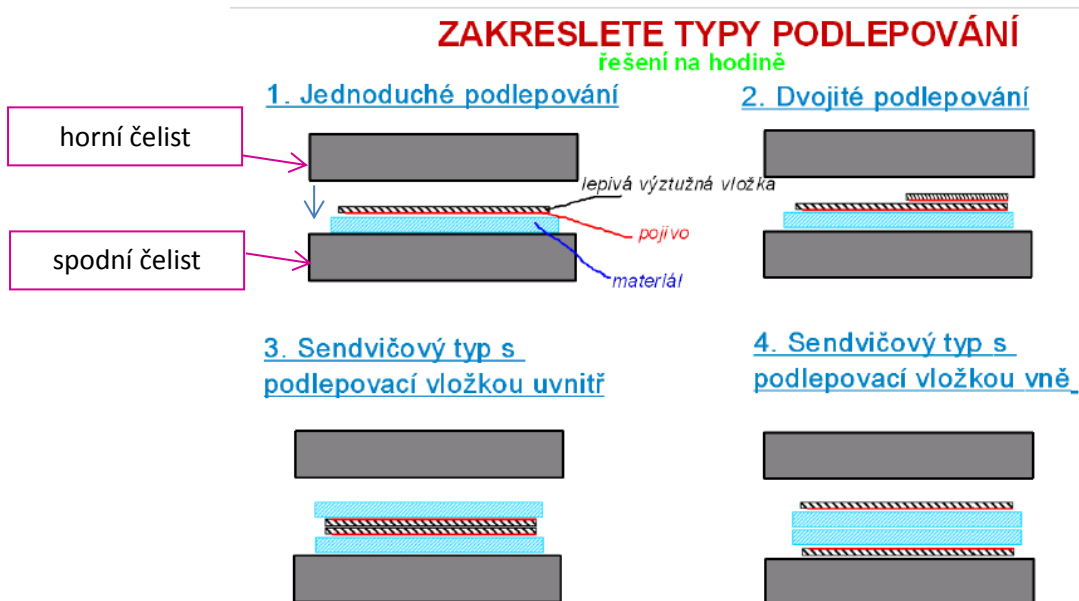 ZAKRESLETE TYPY PODLEPOVÁNÍ
řešení na hodině
1. Jednoduché podlepování
2. Dvojité podlepování
horní čelist
lepivá výztužná vložka
pojivo
spodní čelist
materiál
3. Sendvičový typ s
podlepovací vložkou uvnitř
4. Sendvičový typ s
podlepovací vložkou vně